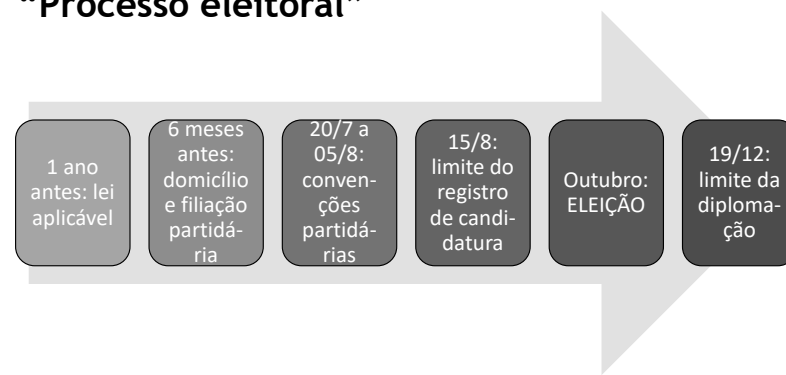 "Processo eleitoral"
1 ano
antes: lei
aplicável
6 meses
antes:
domicílio
e filiação
partidá-
ria
20/7 a
05/8:
conven-
ções
partidá-
rias
15/8:
limite do
registro
de candi-
datura
Outubro:
ELEIÇÃO
19/12:
limite da
diploma-
ção